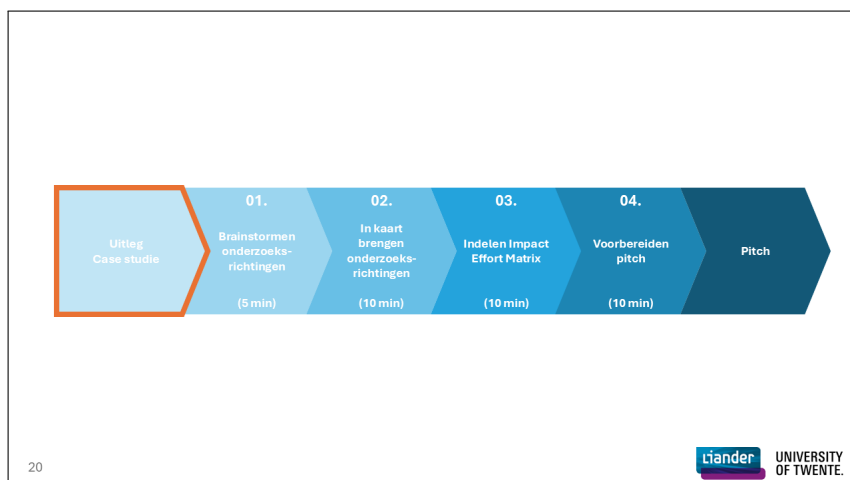 Uitleg
Case studie
01.
Brainstormen
onderzoeks-
richtingen
(5 min)
02.
In kaart
brengen
onderzoeks-
richtingen
(10 min)
03.
Indelen Impact
Effort Matrix
(10 min)
04.
Voorbereiden
pitch
(10 min)
Pitch
20
Liander
UNIVERSITY
OF TWENTE.